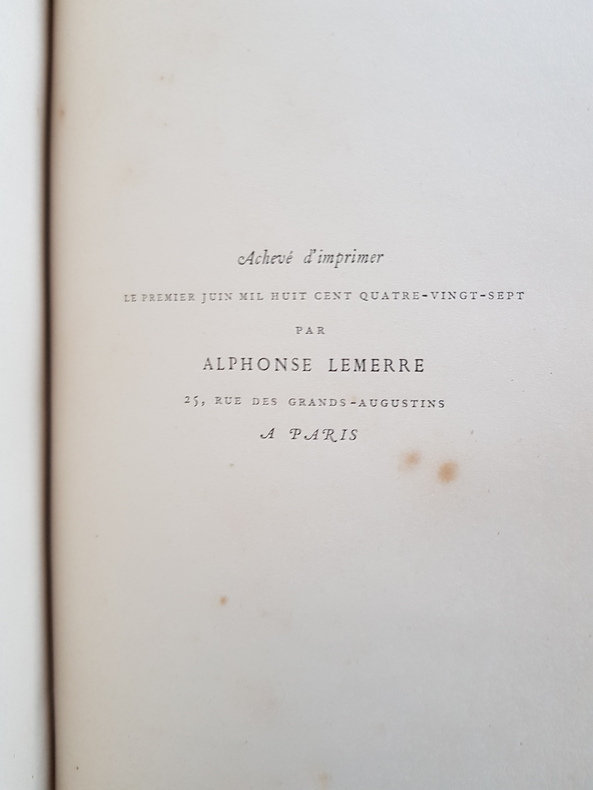 Achevé d'imprimer
LE PREMIER JUIN MIL HUIT CENT QUATRE-VINGT-SEPT
PAR
ALPHONSE LEMERRE
25, RUE DES GRANDS-AUGUSTINS
A PARIS